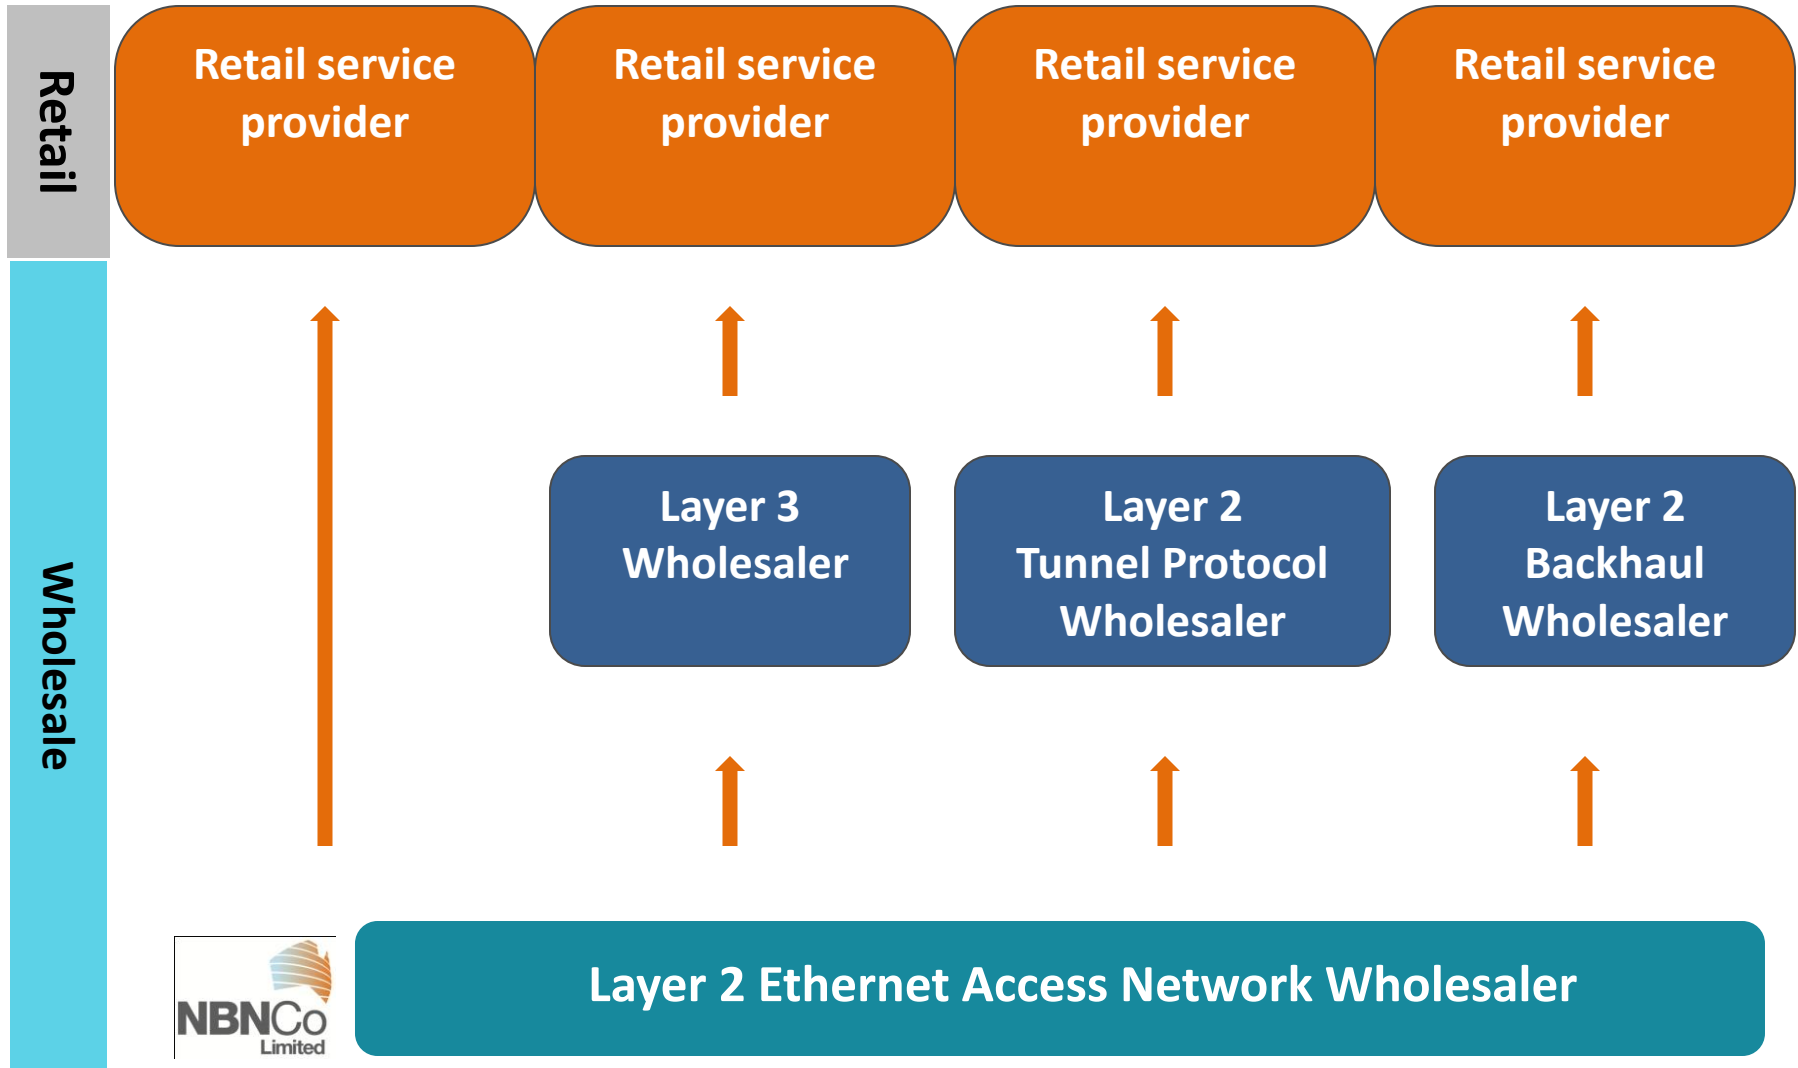 Retail
Retail service
provider
Retail service
provider
Retail service
provider
Retail service
provider
Wholesale
Layer 3
Wholesaler
Layer 2
Tunnel Protocol
Wholesaler
Layer 2
Backhaul
Wholesaler
NBNCo
Limited
Layer 2 Ethernet Access Network Wholesaler